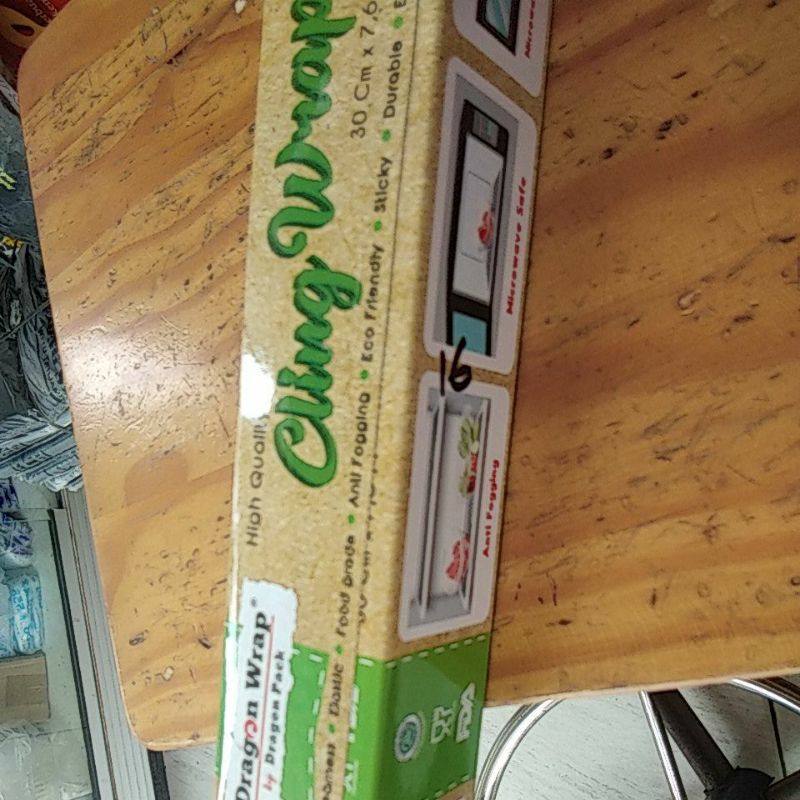 High Quality
Cling Wrap
30 Cm x 7,6
Food Grade • Anti Fogging • Eco Friendly • Sticky • Durable •
Dragon Wrap®
by Dragon Pack
Microwave Safe
Anti Fogging
16
FDA